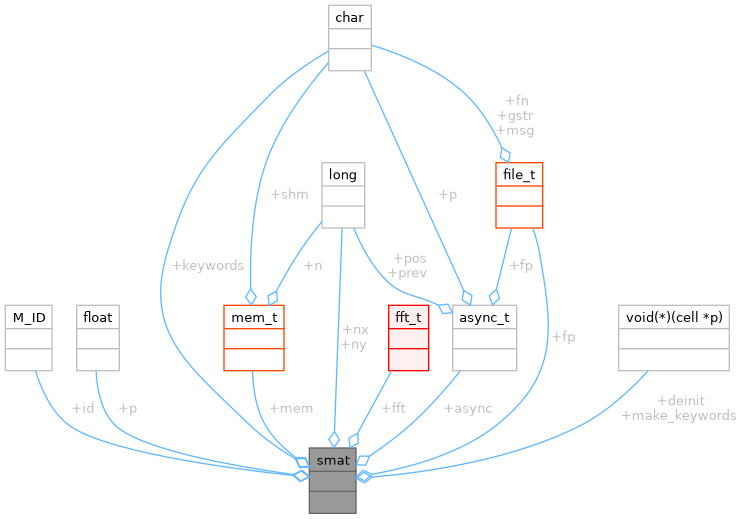 char
+fn
+gstr
+msg
long
file_t
+shm
+p
+keywords
+n
+pos
+prev
+fp
M_ID
float
mem_t
fft_t
async_t
void(*)(cell *p)
+nx
+ny
+fp
+id
+p
+mem
+fft
+async
+deinit
+make_keywords
smat